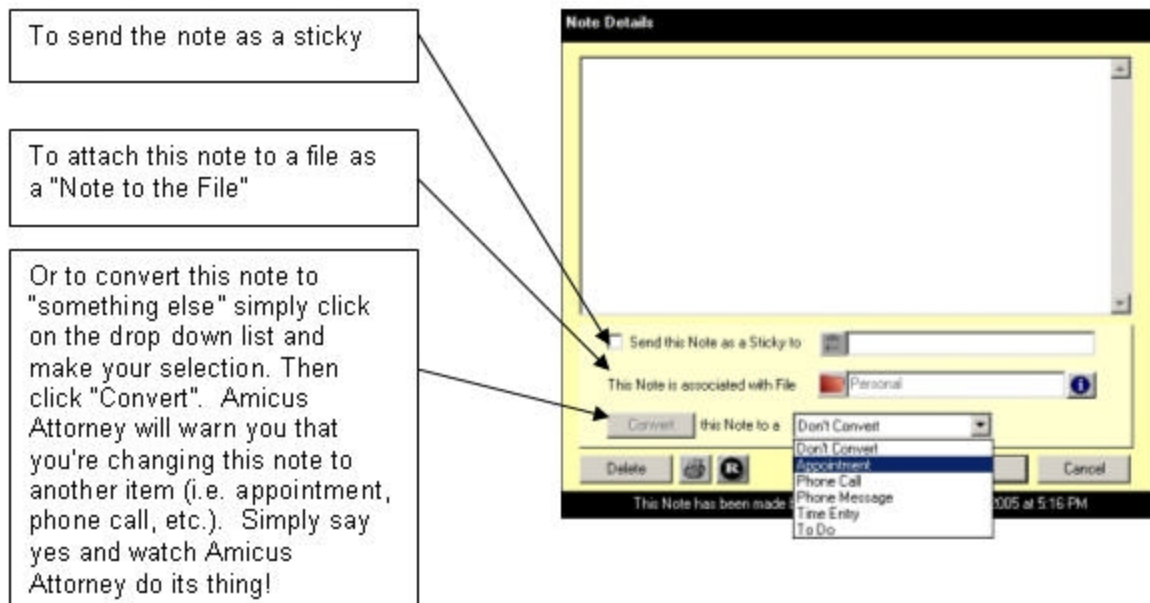 To send the note as a sticky
To attach this note to a file as
a "Note to the File"
Or to convert this note to
"something else" simply click
on the drop down list and
make your selection. Then
click "Convert".  Amicus
Attorney will warn you that
you're changing this note to
another item (i.e. appointment,
phone call, etc.).  Simply say
yes and watch Amicus
Attorney do its thing!
Note Details
Send this Note as a Sticky to
This Note is associated with File Personal
Convert this Note to a Don't Convert
Don't Convert
Appointment
Phone Call
Phone Message
Time Entry
To Do
Delete R Cancel
This Note has been made 2005 at 5:16 PM